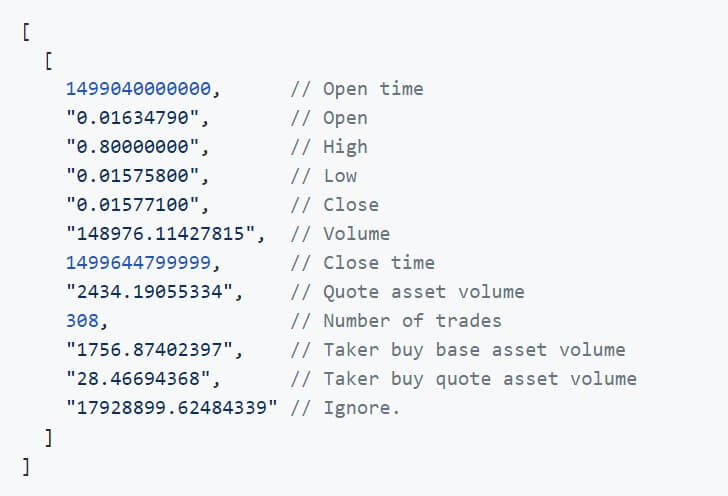 [
[
1499040000000, // Open time
"0.01634790", // Open
"0.80000000", // High
"0.01575800", // Low
"0.01577100", // Close
"148976.11427815", // Volume
1499644799999, // Close time
"2434.19055334", // Quote asset volume
308, // Number of trades
"1756.87402397", // Taker buy base asset volume
"28.46694368", // Taker buy quote asset volume
"17928899.62484339" // Ignore.
]
]